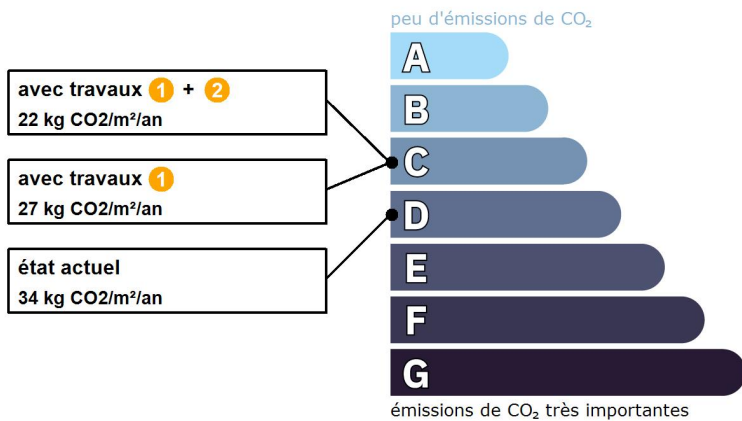 peu d'émissions de CO₂
A
B
C
D
E
F
G
émissions de CO₂ très importantes
avec travaux 1 + 2
22 kg CO2/m²/an
avec travaux 1
27 kg CO2/m²/an
état actuel
34 kg CO2/m²/an